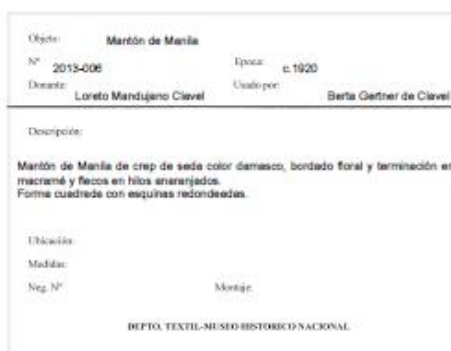 Objeto: Mantón de Manila
Nº 2013-006 Epoca: c.1920
Donante: Loreto Mandujano Clavel Usado por: Berta Gertner de Clavel
Descripción:
Mantón de Manila de crep de seda color damasco, bordado floral y terminación en
macramé y flecos en hilos anaranjados.
Forma cuadrada con esquinas redondeadas.
Ubicación:
Medidas:
Neg. Nº Montaje:
DEPTO. TEXTIL-MUSEO HISTORICO NACIONAL